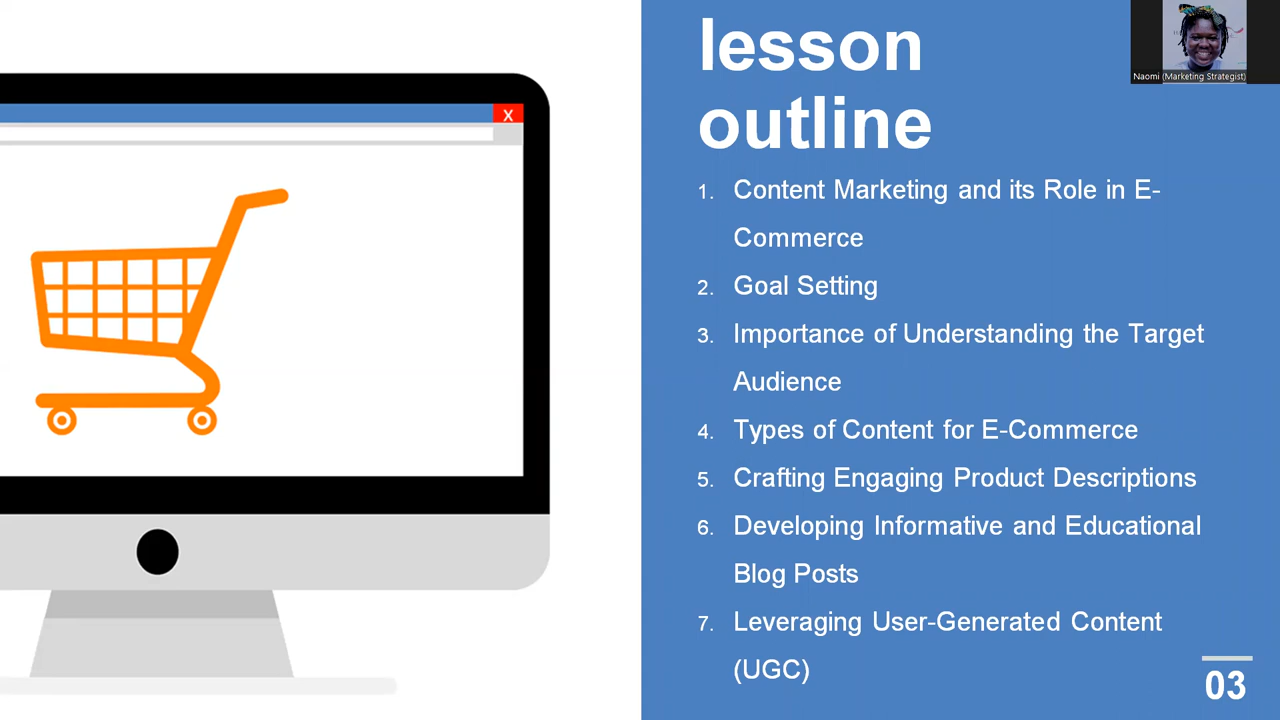 lesson
outline
Naomi (Marketing Strategist)
X
1. Content Marketing and its Role in E-
Commerce
2. Goal Setting
3. Importance of Understanding the Target
Audience
4. Types of Content for E-Commerce
5. Crafting Engaging Product Descriptions
6. Developing Informative and Educational
Blog Posts
7. Leveraging User-Generated Content
(UGC)
03